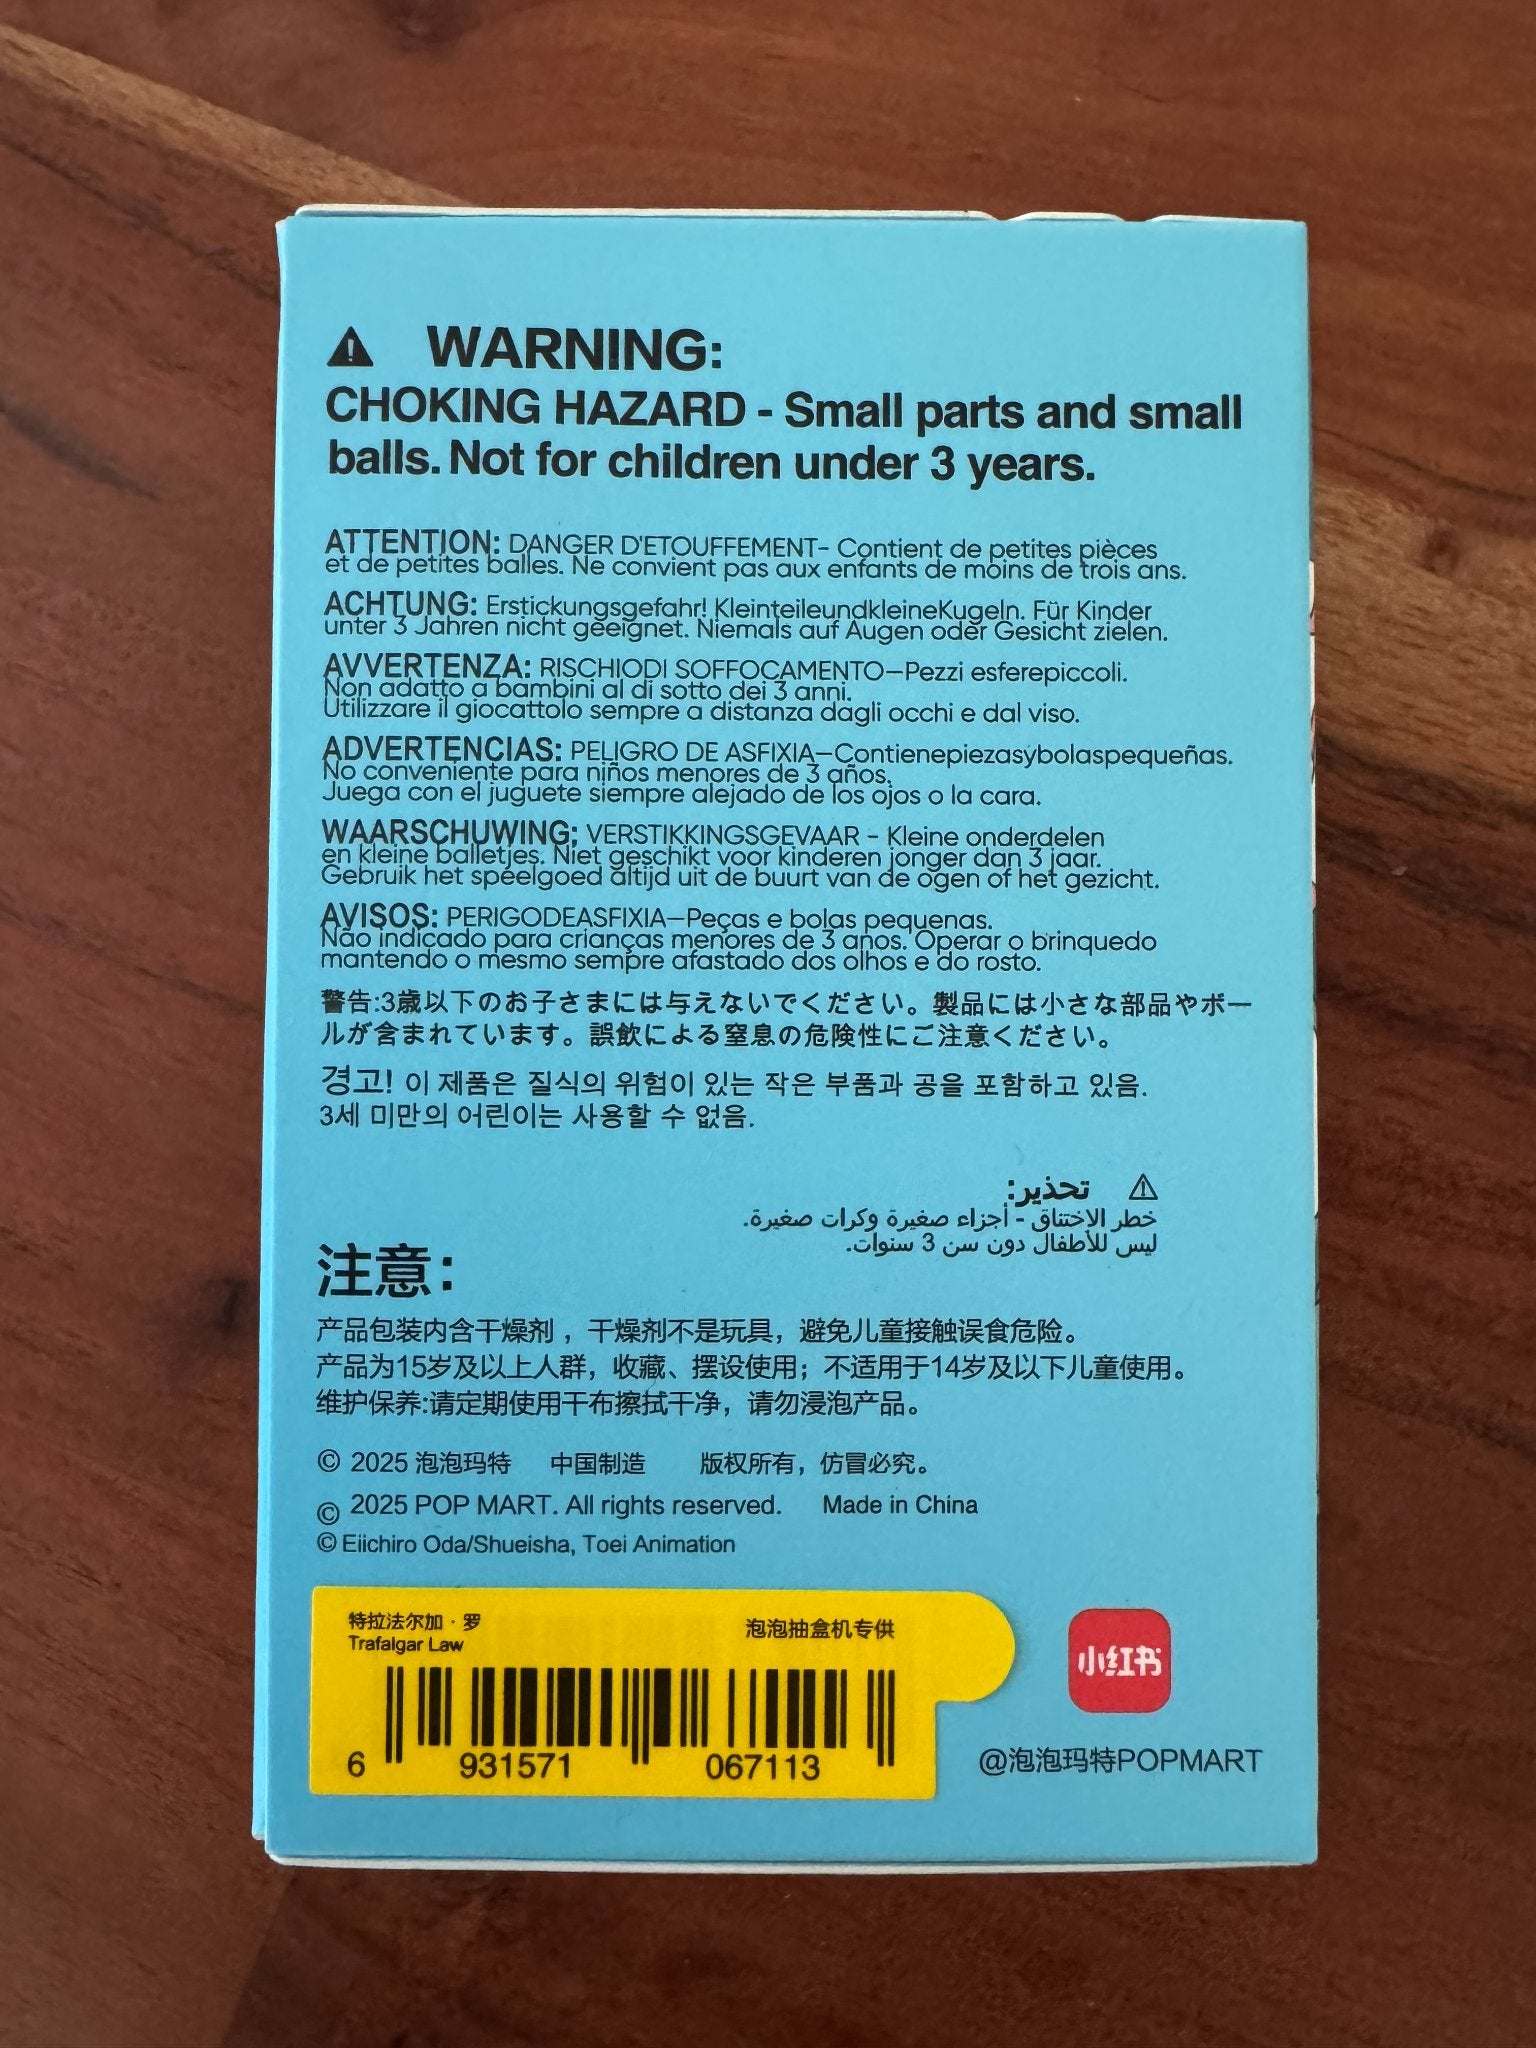 ⚠ WARNING:
CHOKING HAZARD - Small parts and small
balls. Not for children under 3 years.
ATTENTION: DANGER D'ETOUFFEMENT- Contient de petites pièces
et de petites balles. Ne convient pas aux enfants de moins de trois ans.
ACHTUNG: Erstickungsgefahr! KleinteileundkleineKugeln. Für Kinder
unter 3 Jahren nicht geeignet. Niemals auf Augen oder Gesicht zielen.
AVVERTENZA: RISCHIODI SOFFOCAMENTO—Pezzi esferepiccoli.
Non adatto a bambini al di sotto dei 3 anni.
Utilizzare il giocattolo sempre a distanza dagli occhi e dal viso.
ADVERTENCIAS: PELIGRO DE ASFIXIA—Contienepiezasybolaspequeñas.
No conveniente para niños menores de 3 años.
Juega con el juguete siempre alejado de los ojos o la cara.
WAARSCHUWING: VERSTIKKINGSGEVAAR - Kleine onderdelen
en kleine balletjes. Niet geschikt voor kinderen jonger dan 3 jaar.
Gebruik het speelgoed altijd uit de buurt van de ogen of het gezicht.
AVISOS: PERIGODEASFIXIA—Peças e bolas pequenas.
Não indicado para crianças menores de 3 anos. Operar o brinquedo
mantendo o mesmo sempre afastado dos olhos e do rosto.
警告:3歳以下のお子さまには与えないでください。製品には小さな部品やボー
ルが含まれています。誤飲による窒息の危険性にご注意ください。
경고! 이 제품은 질식의 위험이 있는 작은 부품과 공을 포함하고 있음.
3세 미만의 어린이는 사용할 수 없음.
⚠ تحذير:
خطر الاختناق - أجزاء صغيرة وكرات صغيرة.
ليس للأطفال دون سن 3 سنوات.
注意：
产品包装内含干燥剂，干燥剂不是玩具，避免儿童接触误食危险。
产品为15岁及以上人群，收藏、摆设使用；不适用于14岁及以下儿童使用。
维护保养:请定期使用干布擦拭干净，请勿浸泡产品。
© 2025 泡泡玛特 中国制造 版权所有，仿冒必究。
© 2025 POP MART. All rights reserved. Made in China
© Eiichiro Oda/Shueisha, Toei Animation
特拉法尔加·罗 泡泡抽盒机专供
Trafalgar Law
6 931571 067113
小红书
@泡泡玛特POPMART